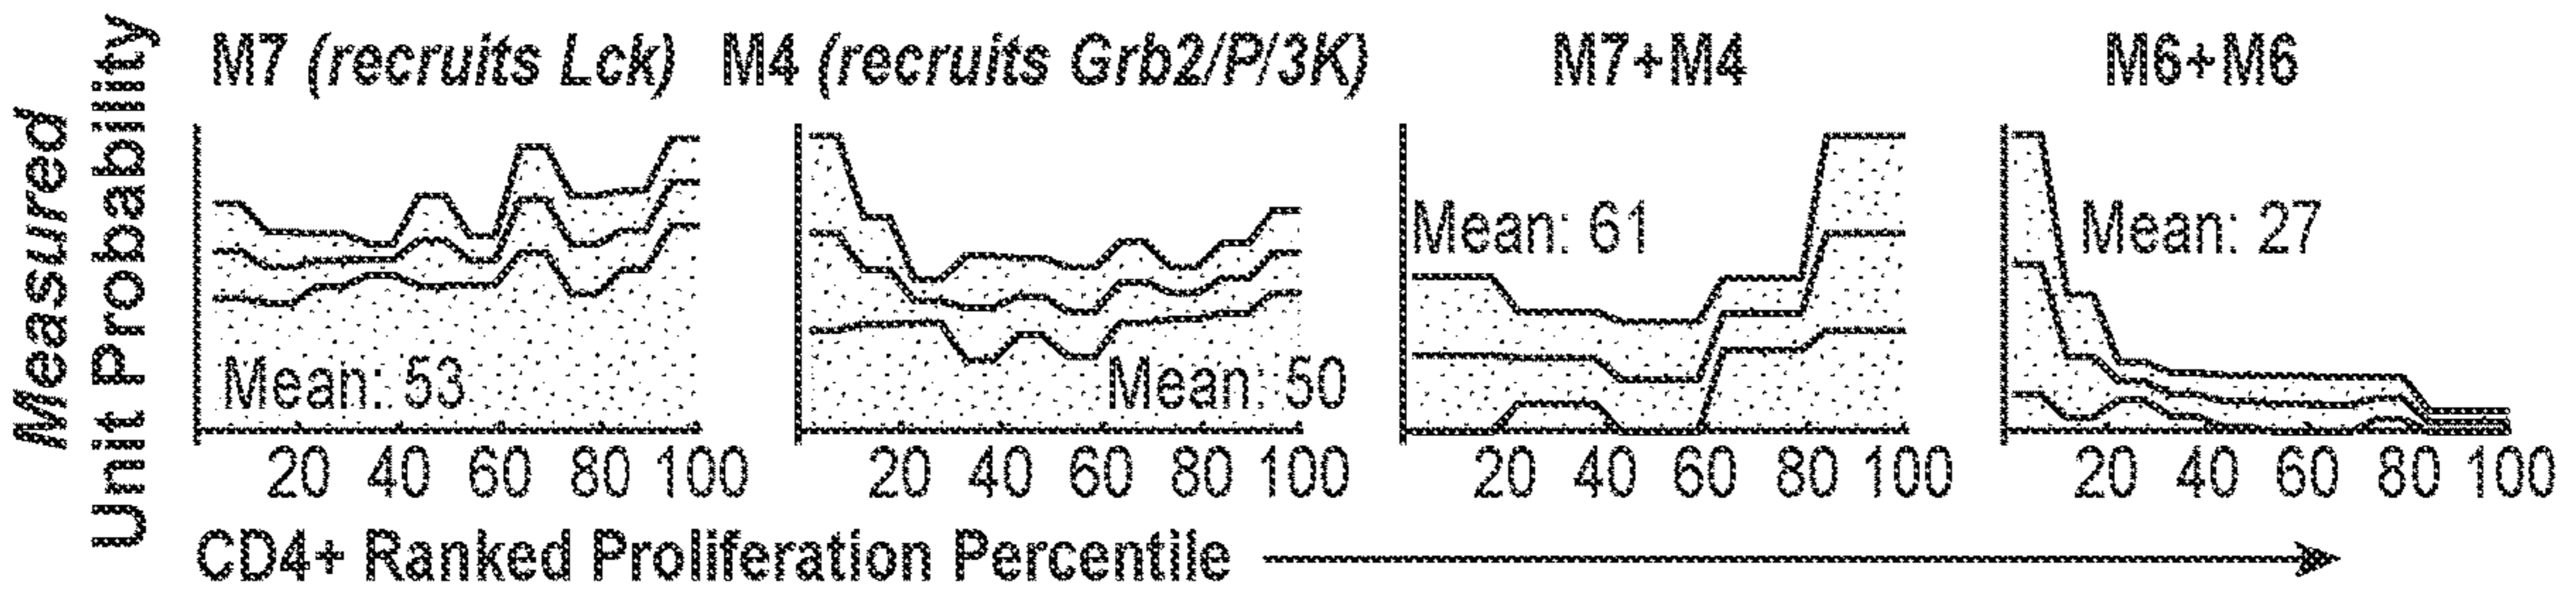 Measured
Unit Probability
M7 (recruits Lck)
M4 (recruits Grb2/P/3K)
M7+M4
M6+M6
Mean: 53
Mean: 50
Mean: 61
Mean: 27
20 40 60 80 100
20 40 60 80 100
20 40 60 80 100
20 40 60 80 100
CD4+ Ranked Proliferation Percentile